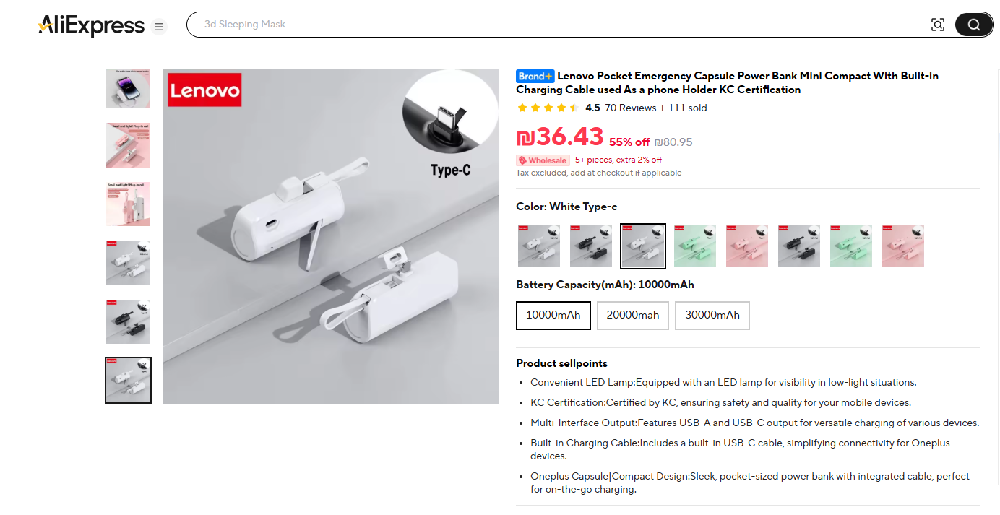 AliExpress
3d Sleeping Mask
Lenovo
Type-C
Brand+ Lenovo Pocket Emergency Capsule Power Bank Mini Compact With Built-in
Charging Cable used As a phone Holder KC Certification
4.5 70 Reviews | 111 sold
₪36.43 55% off ₪80.95
Wholesale 5+ pieces, extra 2% off
Tax excluded, add at checkout if applicable
Color: White Type-c
Battery Capacity(mAh): 10000mAh
10000mAh 20000mah 30000mAh
Product sellpoints
Convenient LED Lamp:Equipped with an LED lamp for visibility in low-light situations.
KC Certification:Certified by KC, ensuring safety and quality for your mobile devices.
Multi-Interface Output:Features USB-A and USB-C output for versatile charging of various devices.
Built-in Charging Cable:Includes a built-in USB-C cable, simplifying connectivity for Oneplus
devices.
Oneplus Capsule|Compact Design:Sleek, pocket-sized power bank with integrated cable, perfect
for on-the-go charging.